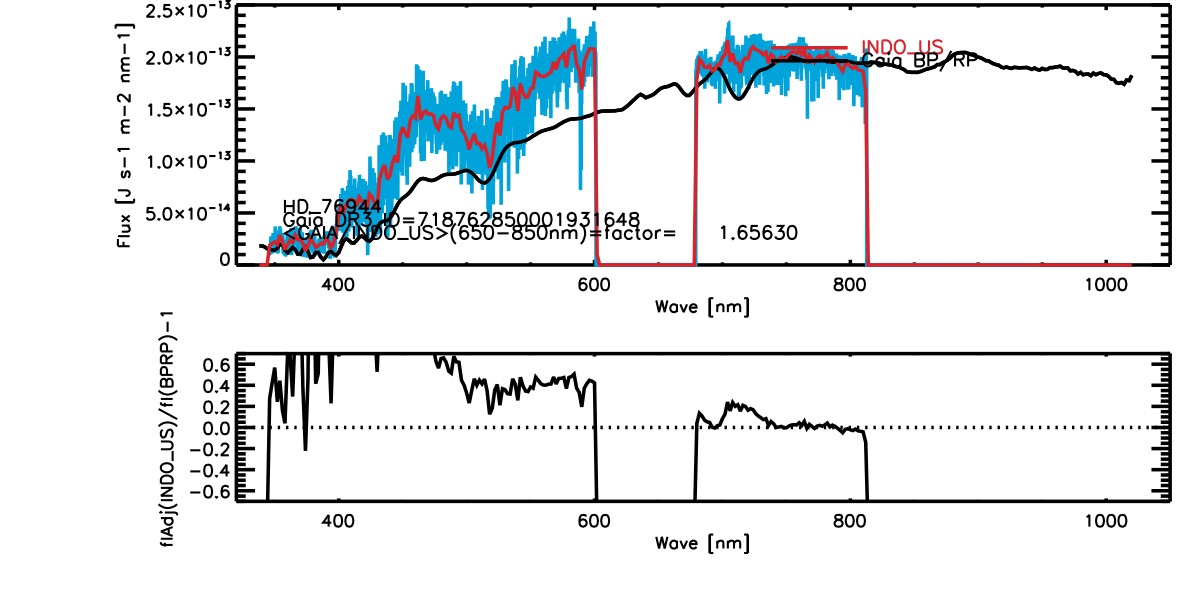 2.5×10⁻¹³
2.0×10⁻¹³
1.5×10⁻¹³
1.0×10⁻¹³
5.0×10⁻¹⁴
0
Flux [J s-1 m-2 nm-1]
INDO_US
Gaia BP/RP
HD_76944
Gaia DR3 ID=7187628500001931648
<GAIA/INDO_US>(650-850nm)=factor= 1.65630
400 600 800 1000
Wave [nm]
0.6
0.4
0.2
0.0
-0.2
-0.4
-0.6
flAdj(INDO_US)/fl(BPRP)-1
400 600 800 1000
Wave [nm]